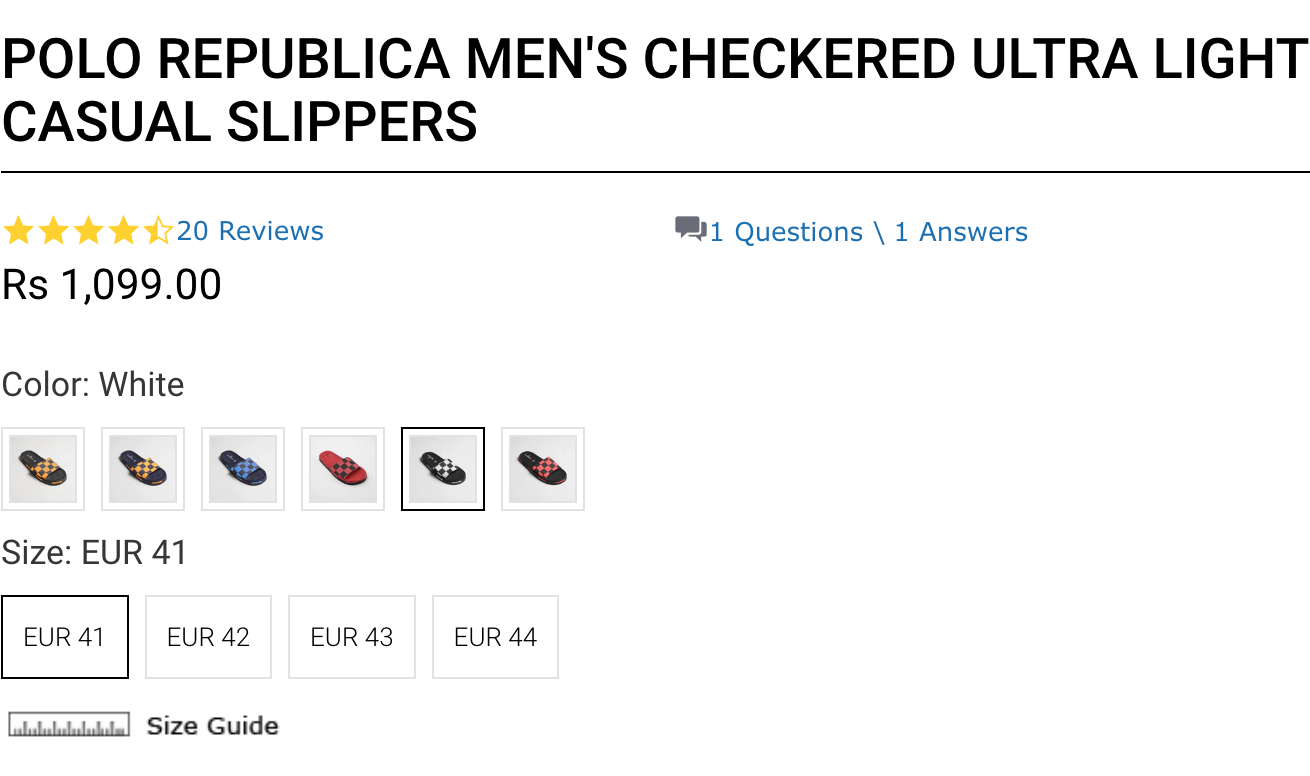 POLO REPUBLICA MEN'S CHECKERED ULTRA LIGHT
CASUAL SLIPPERS
20 Reviews
1 Questions \ 1 Answers
Rs 1,099.00
Color: White
Size: EUR 41
EUR 41
EUR 42
EUR 43
EUR 44
Size Guide